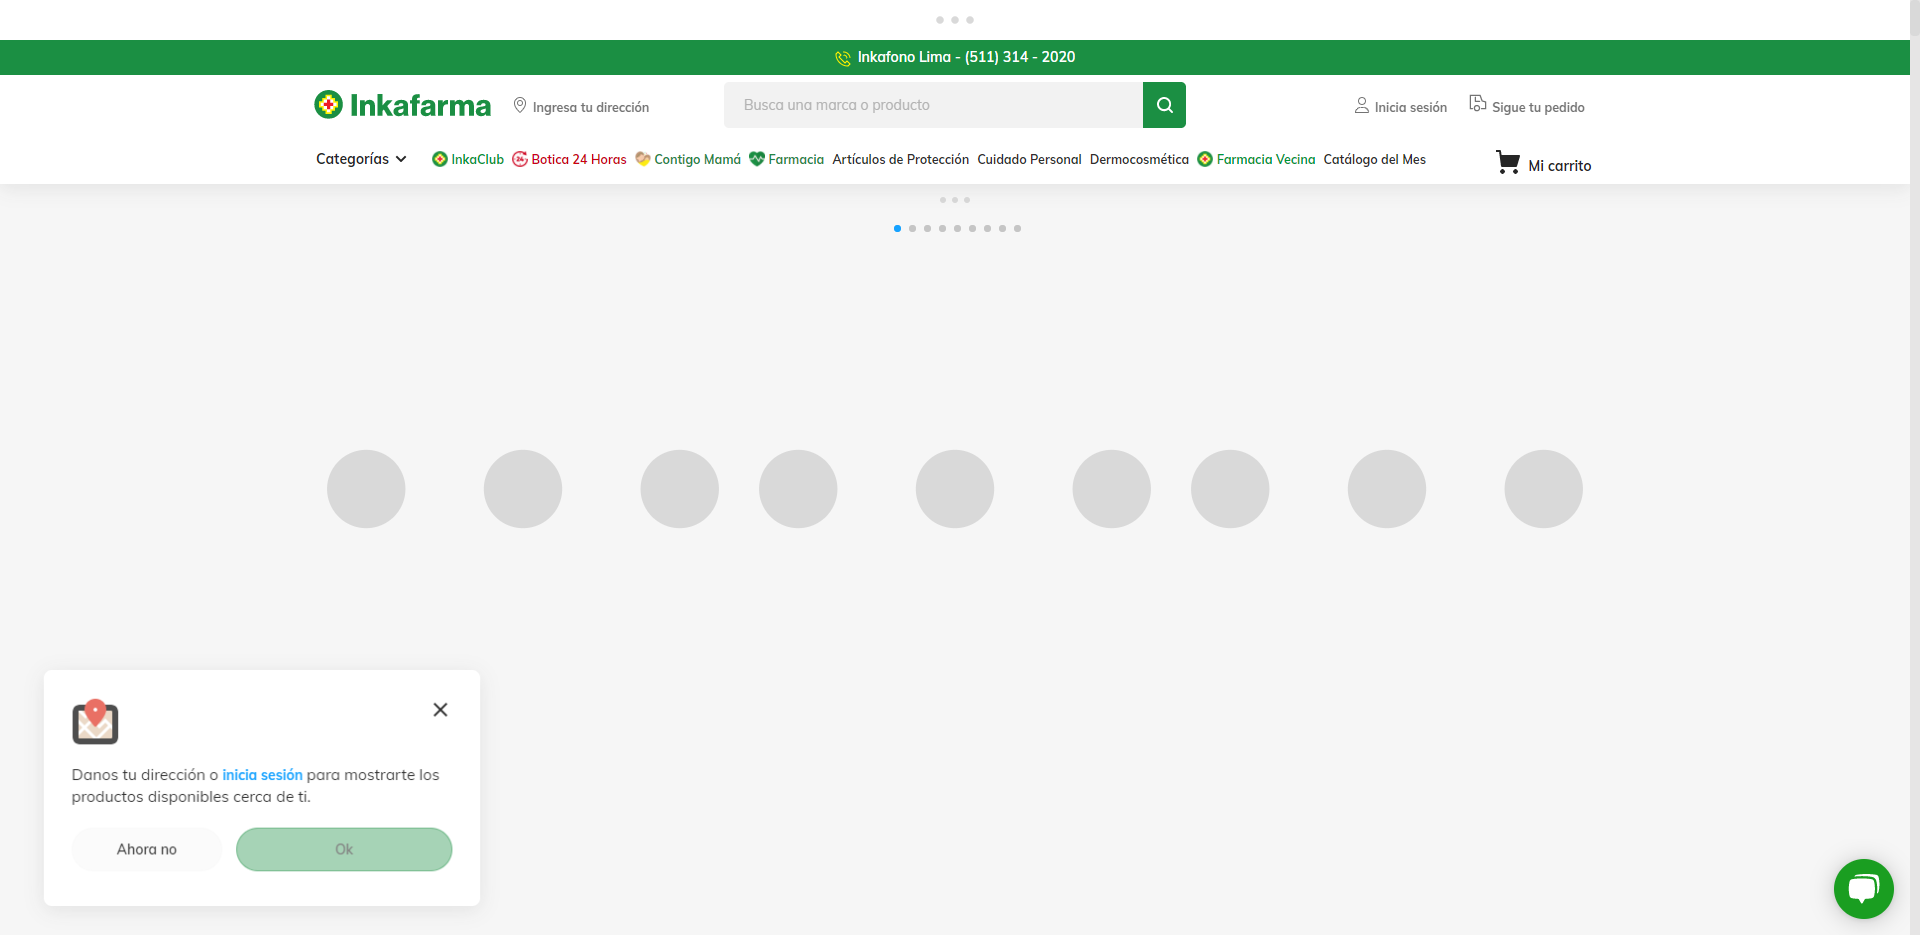 Inkafono Lima - (511) 314 - 2020
Inkafarma
Ingresa tu dirección
Busca una marca o producto
Inicia sesión
Sigue tu pedido
Categorías
InkaClub
Botica 24 Horas
Contigo Mamá
Farmacia
Artículos de Protección
Cuidado Personal
Dermocosmética
Farmacia Vecina
Catálogo del Mes
Mi carrito
Danos tu dirección o inicia sesión para mostrarte los
productos disponibles cerca de ti.
Ahora no
Ok